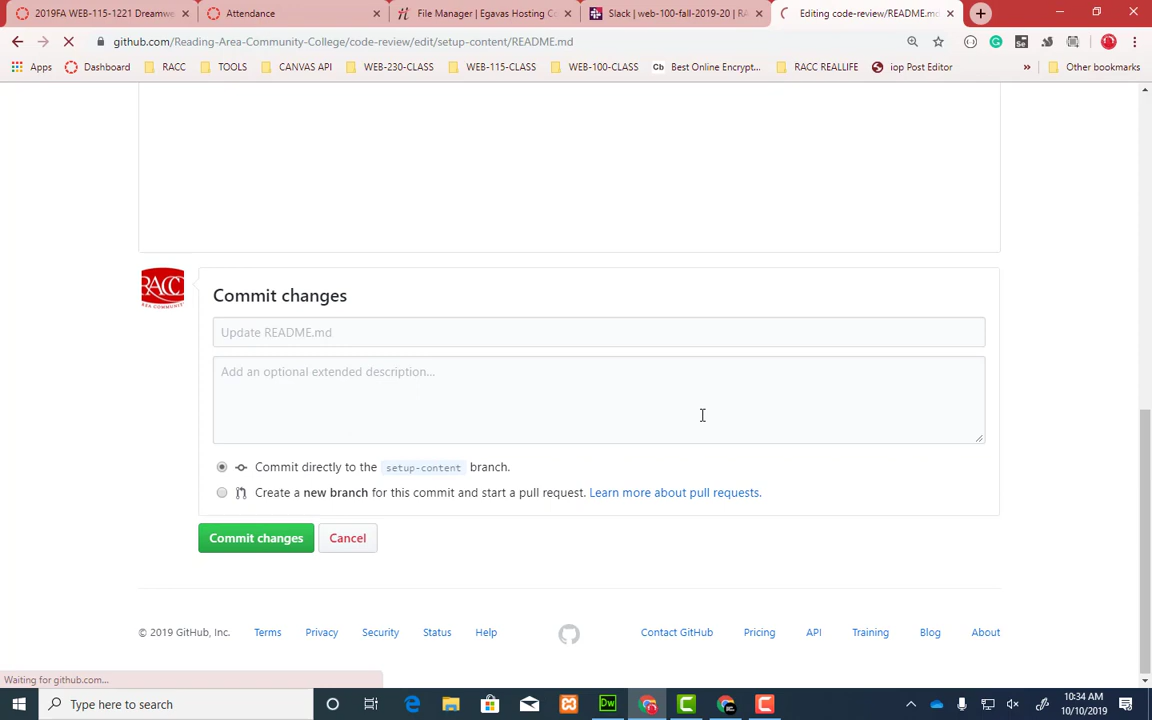 2019FA WEB-115-1221 Dreamwe
Attendance
File Manager | Egavas Hosting Co
Slack | web-100-fall-2019-20 | RA
Editing code-review/README.md
github.com/Reading-Area-Community-College/code-review/edit/setup-content/README.md
Apps
Dashboard
RACC
TOOLS
CANVAS API
WEB-230-CLASS
WEB-115-CLASS
WEB-100-CLASS
Cb Best Online Encrypt...
RACC REALLIFE
iop Post Editor
»
Other bookmarks
RACC
Commit changes
Update README.md
Add an optional extended description...
Commit directly to the setup-content branch.
Create a new branch for this commit and start a pull request. Learn more about pull requests.
Commit changes
Cancel
© 2019 GitHub, Inc.
Terms
Privacy
Security
Status
Help
Contact GitHub
Pricing
API
Training
Blog
About
Waiting for github.com...
Type here to search
Dw
10:34 AM
10/10/2019